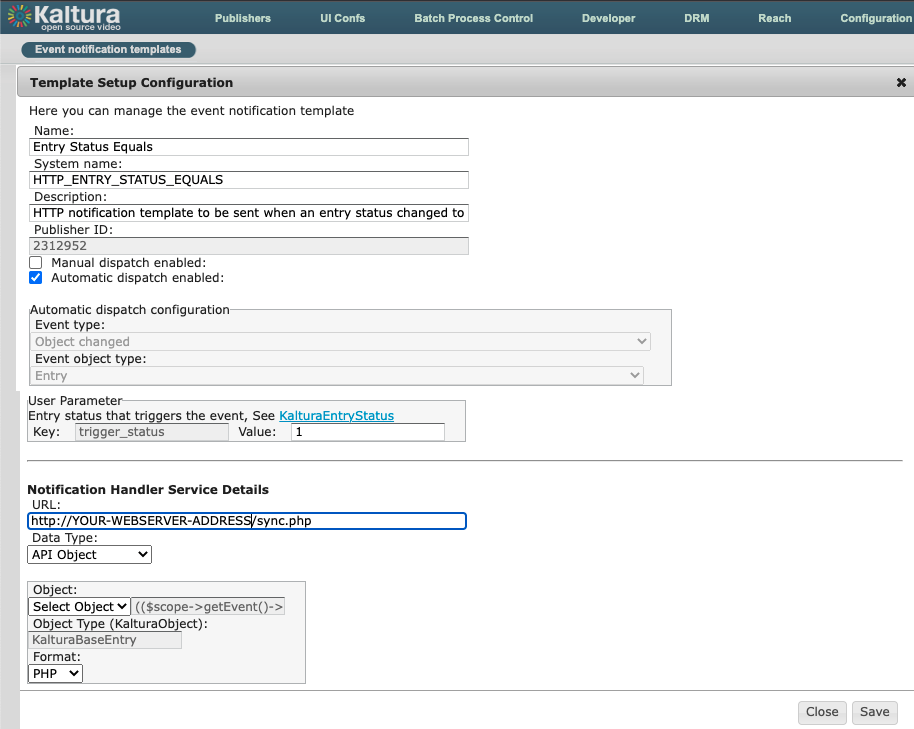 Kaltura
open source video
Publishers UI Confs Batch Process Control Developer DRM Reach Configuration
Event notification templates
Template Setup Configuration
Here you can manage the event notification template
Name:
Entry Status Equals
System name:
HTTP_ENTRY_STATUS_EQUALS
Description:
HTTP notification template to be sent when an entry status changed to
Publisher ID:
2312952
Manual dispatch enabled:
Automatic dispatch enabled:
Automatic dispatch configuration
Event type:
Object changed
Event object type:
Entry
User Parameter
Entry status that triggers the event, See KalturaEntryStatus
Key: trigger_status Value: 1
Notification Handler Service Details
URL:
http://YOUR-WEBSERVER-ADDRESS/sync.php
Data Type:
API Object
Object:
Select Object (($scope->getEvent()->
Object Type (KalturaObject):
KalturaBaseEntry
Format:
PHP
Close Save